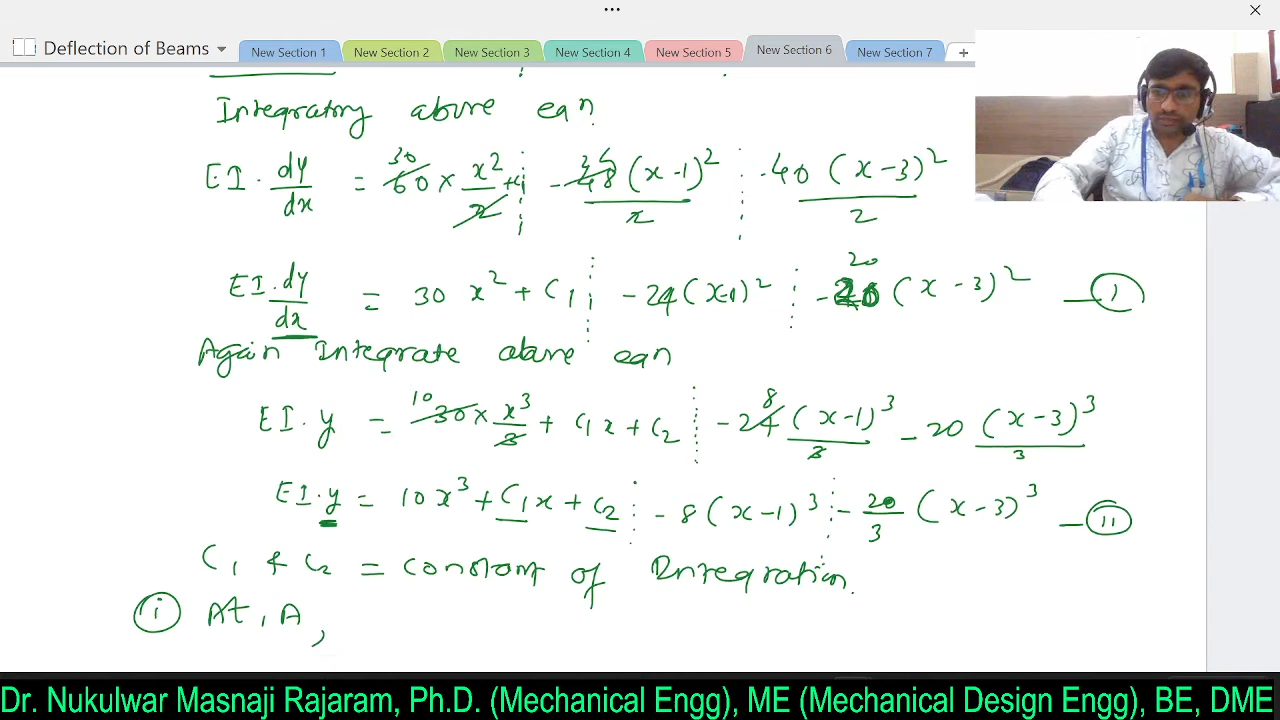 ...
Deflection of Beams New Section 1 New Section 2 New Section 3 New Section 4 New Section 5 New Section 6 New Section 7 +
Integrating above eqn
EI. dy/dx = 30 60 × x²/2 + c1 - 48 (x-1)²/2 - 40 (x-3)²/2
EI. dy/dx = 30 x² + C1 - 24(x-1)² - 20 (x-3)² — I
Again Integrate above eqn
EI.y = 10 30 × x³/3 + C1x + C2 - 24 8 (x-1)³/3 - 20 (x-3)³/3
EI.y = 10x³ + C1x + C2 - 8(x-1)³ - 20/3 (x-3)³ — II
C1 & C2 = constant of Integration.
(i) At, A,
Dr. Nukulwar Masnaji Rajaram, Ph.D. (Mechanical Engg), ME (Mechanical Design Engg), BE, DME